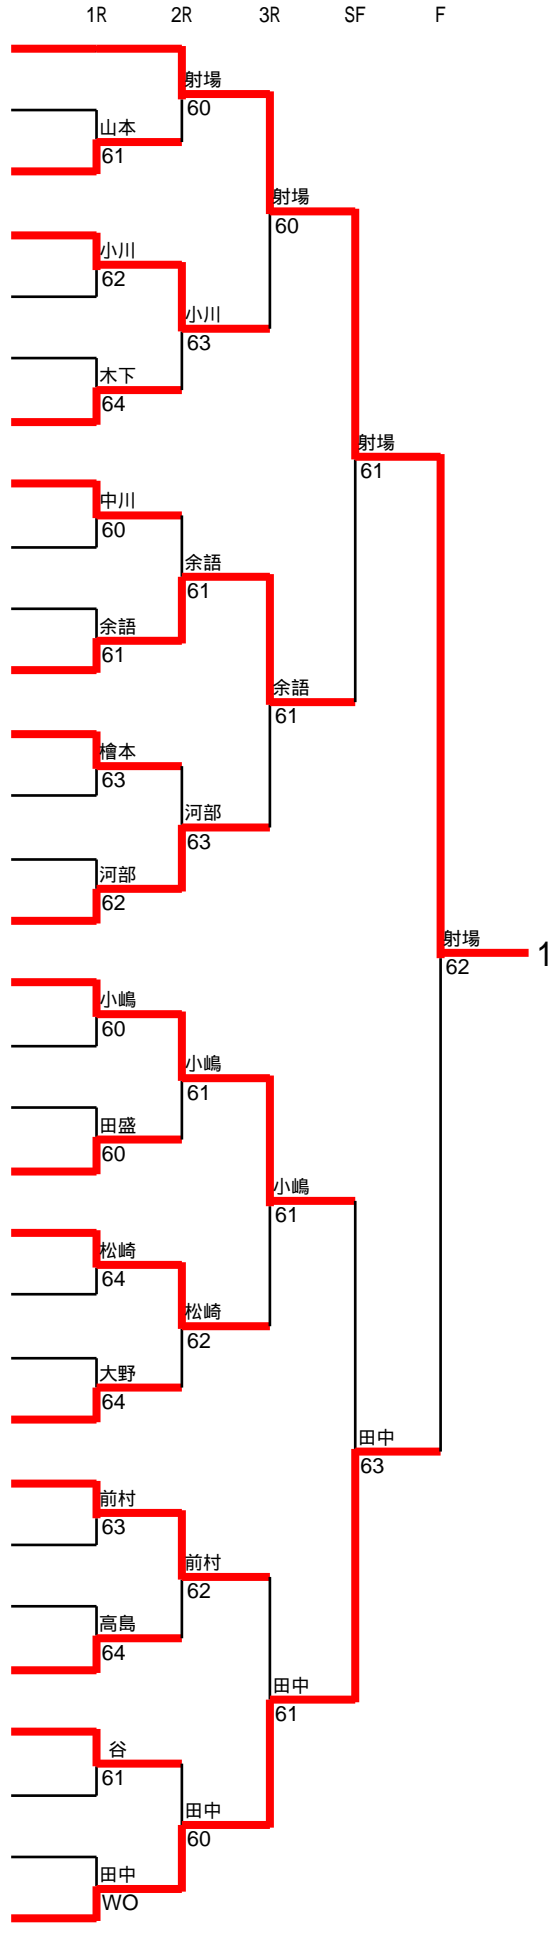 1R 2R 3R SF F
射場
60
山本
61
射場
60
小川
62
小川
63
木下
64
射場
61
中川
60
余語
61
余語
61
余語
61
檜本
63
河部
63
河部
62
射場
62
1
小嶋
60
小嶋
61
田盛
60
小嶋
61
松崎
64
松崎
62
大野
64
田中
63
前村
63
前村
62
高島
64
田中
61
谷
61
田中
60
田中
WO